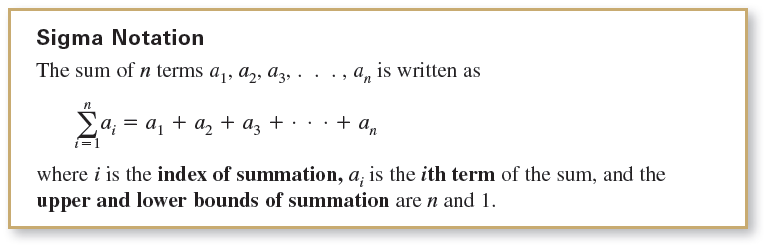 Sigma Notation
The sum of n terms a₁, a₂, a₃, . . . , aₙ is written as
n
∑aᵢ = a₁ + a₂ + a₃ + · · · + aₙ
i=1
where i is the index of summation, aᵢ is the ith term of the sum, and the
upper and lower bounds of summation are n and 1.